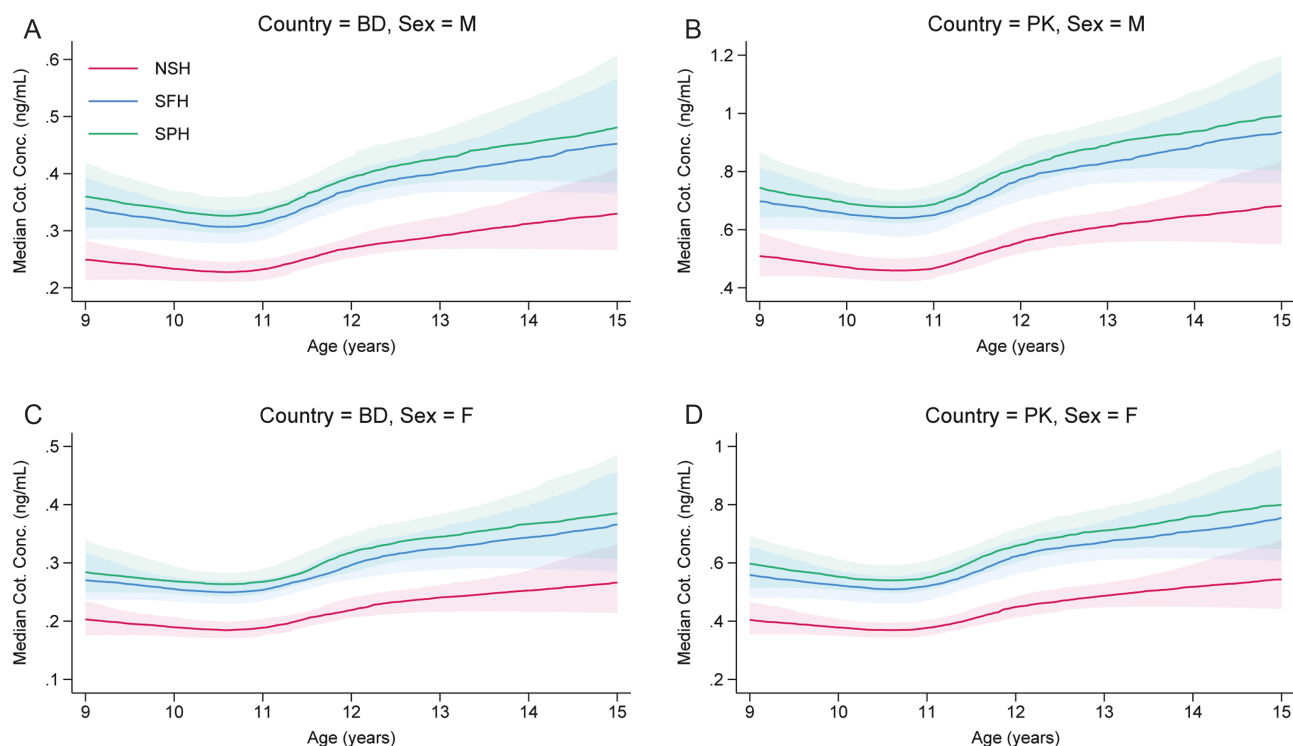 A
Country = BD, Sex = M
Median Cot. Conc. (ng/mL)
.6
.5
.4
.3
.2
NSH
SFH
SPH
9 10 11 12 13 14 15
Age (years)
B
Country = PK, Sex = M
Median Cot. Conc. (ng/mL)
1.2
1
.8
.6
.4
9 10 11 12 13 14 15
Age (years)
C
Country = BD, Sex = F
Median Cot. Conc. (ng/mL)
.5
.4
.3
.2
.1
9 10 11 12 13 14 15
Age (years)
D
Country = PK, Sex = F
Median Cot. Conc. (ng/mL)
1
.8
.6
.4
.2
9 10 11 12 13 14 15
Age (years)